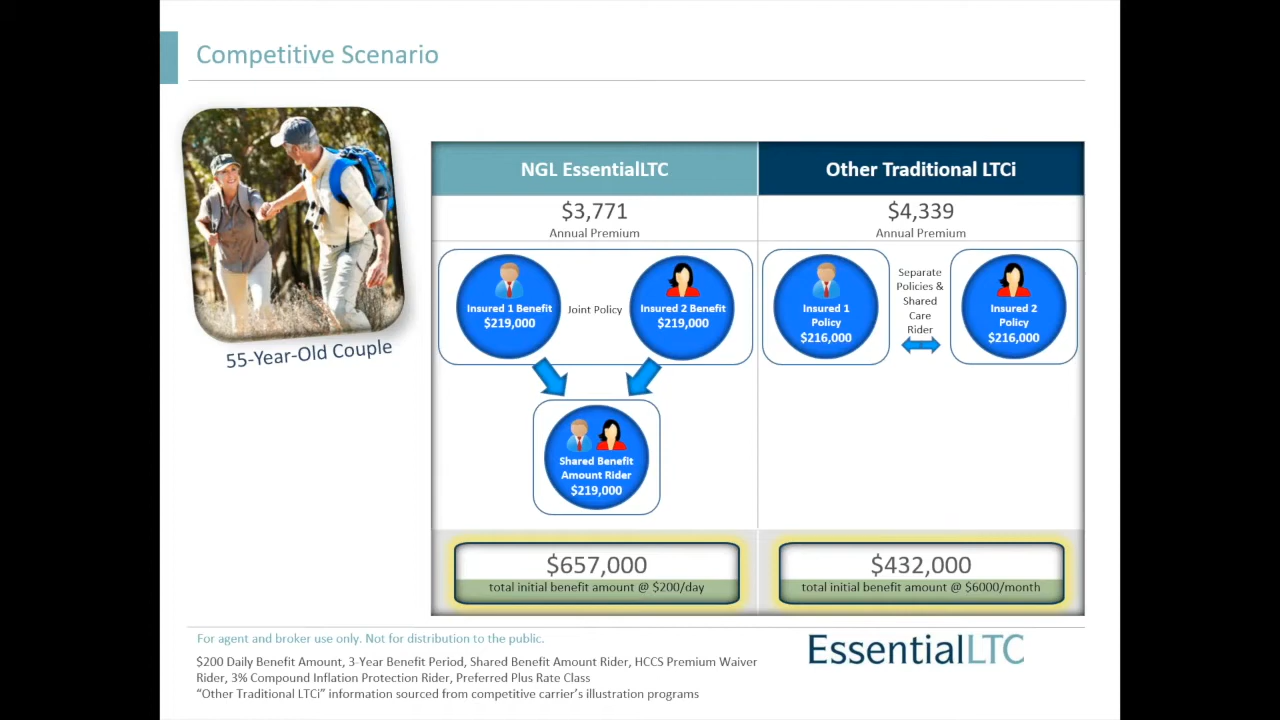 Competitive Scenario
55-Year-Old Couple
NGL EssentialLTC
Other Traditional LTCi
$3,771
Annual Premium
$4,339
Annual Premium
Insured 1 Benefit
$219,000
Joint Policy
Insured 2 Benefit
$219,000
Insured 1
Policy
$216,000
Separate
Policies &
Shared
Care
Rider
Insured 2
Policy
$216,000
Shared Benefit
Amount Rider
$219,000
$657,000
total initial benefit amount @ $200/day
$432,000
total initial benefit amount @ $6000/month
For agent and broker use only. Not for distribution to the public.
$200 Daily Benefit Amount, 3-Year Benefit Period, Shared Benefit Amount Rider, HCCS Premium Waiver
Rider, 3% Compound Inflation Protection Rider, Preferred Plus Rate Class
“Other Traditional LTCi” information sourced from competitive carrier’s illustration programs
EssentialLTC